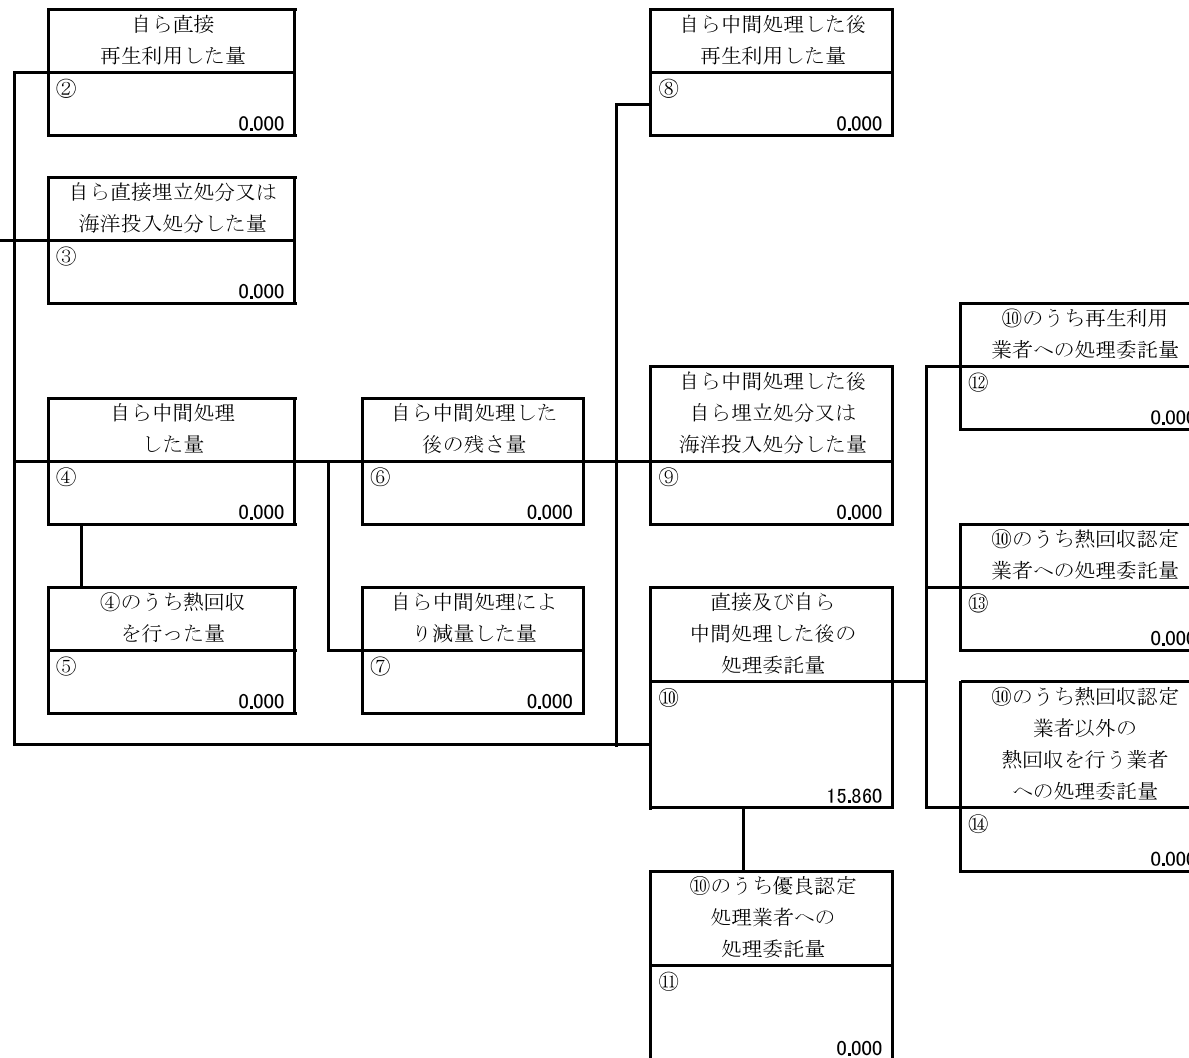 自ら直接
再生利用した量
②
0.000
自ら中間処理した後
再生利用した量
⑧
0.000
自ら直接埋立処分又は
海洋投入処分した量
③
0.000
⑩のうち再生利用
業者への処理委託量
⑫
0.000
自ら中間処理
した量
④
0.000
自ら中間処理した
後の残さ量
⑥
0.000
自ら中間処理した後
自ら埋立処分又は
海洋投入処分した量
⑨
0.000
⑩のうち熱回収認定
業者への処理委託量
⑬
0.000
④のうち熱回収
を行った量
⑤
0.000
自ら中間処理によ
り減量した量
⑦
0.000
直接及び自ら
中間処理した後の
処理委託量
⑩
15.860
⑩のうち熱回収認定
業者以外の
熱回収を行う業者
への処理委託量
⑭
0.000
⑩のうち優良認定
処理業者への
処理委託量
⑪
0.000